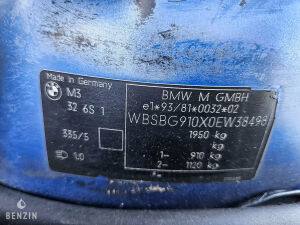 Made in Germany
M3
32 6S 1
335/5
1.0
BMW M GMBH
e1*93/81*0032*02
WBSBG910X0EW38498
1950 kg
kg
1- 910 kg
2- 1120 kg
BENZIN